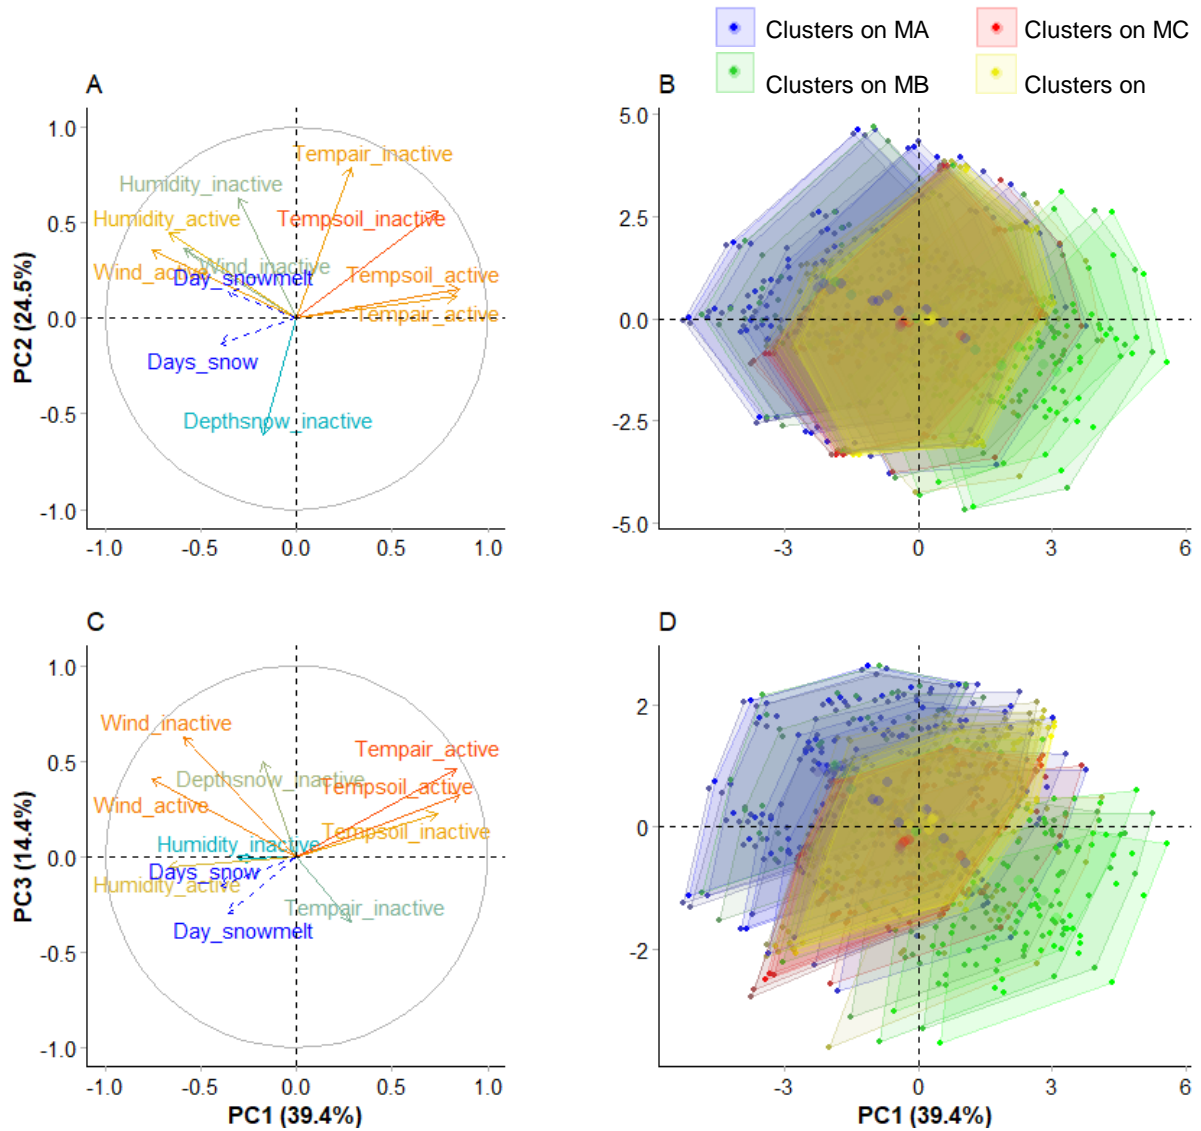 Clusters on MA
Clusters on MC
Clusters on MB
Clusters on
A
1.0
0.5
0.0
-0.5
-1.0
PC2 (24.5%)
Tempair_inactive
Humidity_inactive
Humidity_active
Tempsoil_inactive
Wind_active
Wind_inactive
Day_snowmelt
Tempsoil_active
Tempair_active
Days_snow
Depthsnow_inactive
-1.0 -0.5 0.0 0.5 1.0
B
5.0
2.5
0.0
-2.5
-5.0
-3 0 3 6
C
1.0
0.5
0.0
-0.5
-1.0
PC3 (14.4%)
Wind_inactive
Tempair_active
Depthsnow_inactive
Tempsoil_active
Wind_active
Tempsoil_inactive
Humidity_inactive
Days_snow
Humidity_active
Tempair_inactive
Day_snowmelt
-1.0 -0.5 0.0 0.5 1.0
PC1 (39.4%)
D
2
0
-2
-3 0 3 6
PC1 (39.4%)